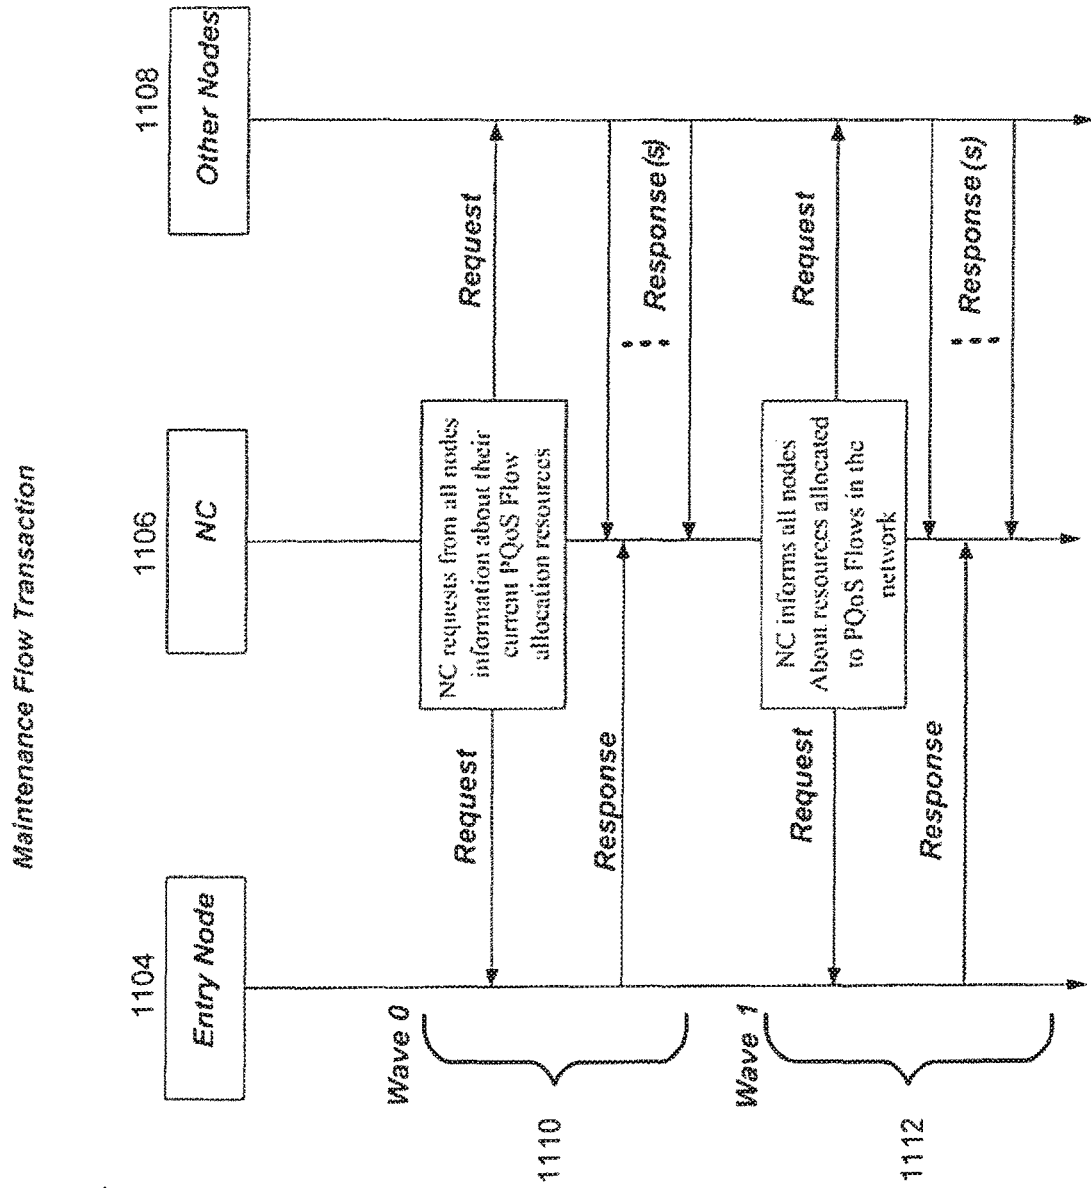 Maintenance Flow Transaction
1104
1106
1108
Entry Node
NC
Other Nodes
Wave 0
1110
NC requests from all nodes
information about their
current PQoS Flow
allocation resources
Request
Request
Response
Response(s)
Wave 1
1112
NC informs all nodes
About resources allocated
to PQoS Flows in the
network
Request
Request
Response
Response(s)